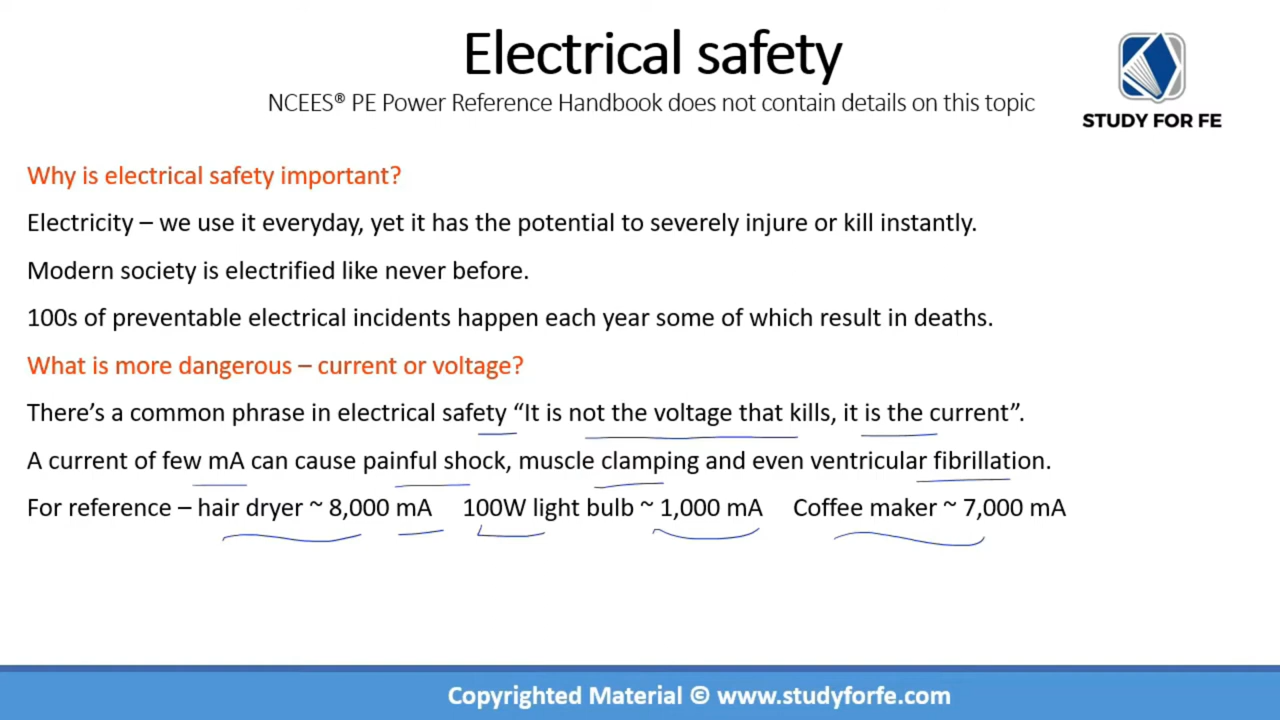 Electrical safety
NCEES® PE Power Reference Handbook does not contain details on this topic
STUDY FOR FE
Why is electrical safety important?
Electricity – we use it everyday, yet it has the potential to severely injure or kill instantly.
Modern society is electrified like never before.
100s of preventable electrical incidents happen each year some of which result in deaths.
What is more dangerous – current or voltage?
There’s a common phrase in electrical safety “It is not the voltage that kills, it is the current”.
A current of few mA can cause painful shock, muscle clamping and even ventricular fibrillation.
For reference – hair dryer ~ 8,000 mA 100W light bulb ~ 1,000 mA Coffee maker ~ 7,000 mA
Copyrighted Material © www.studyforfe.com